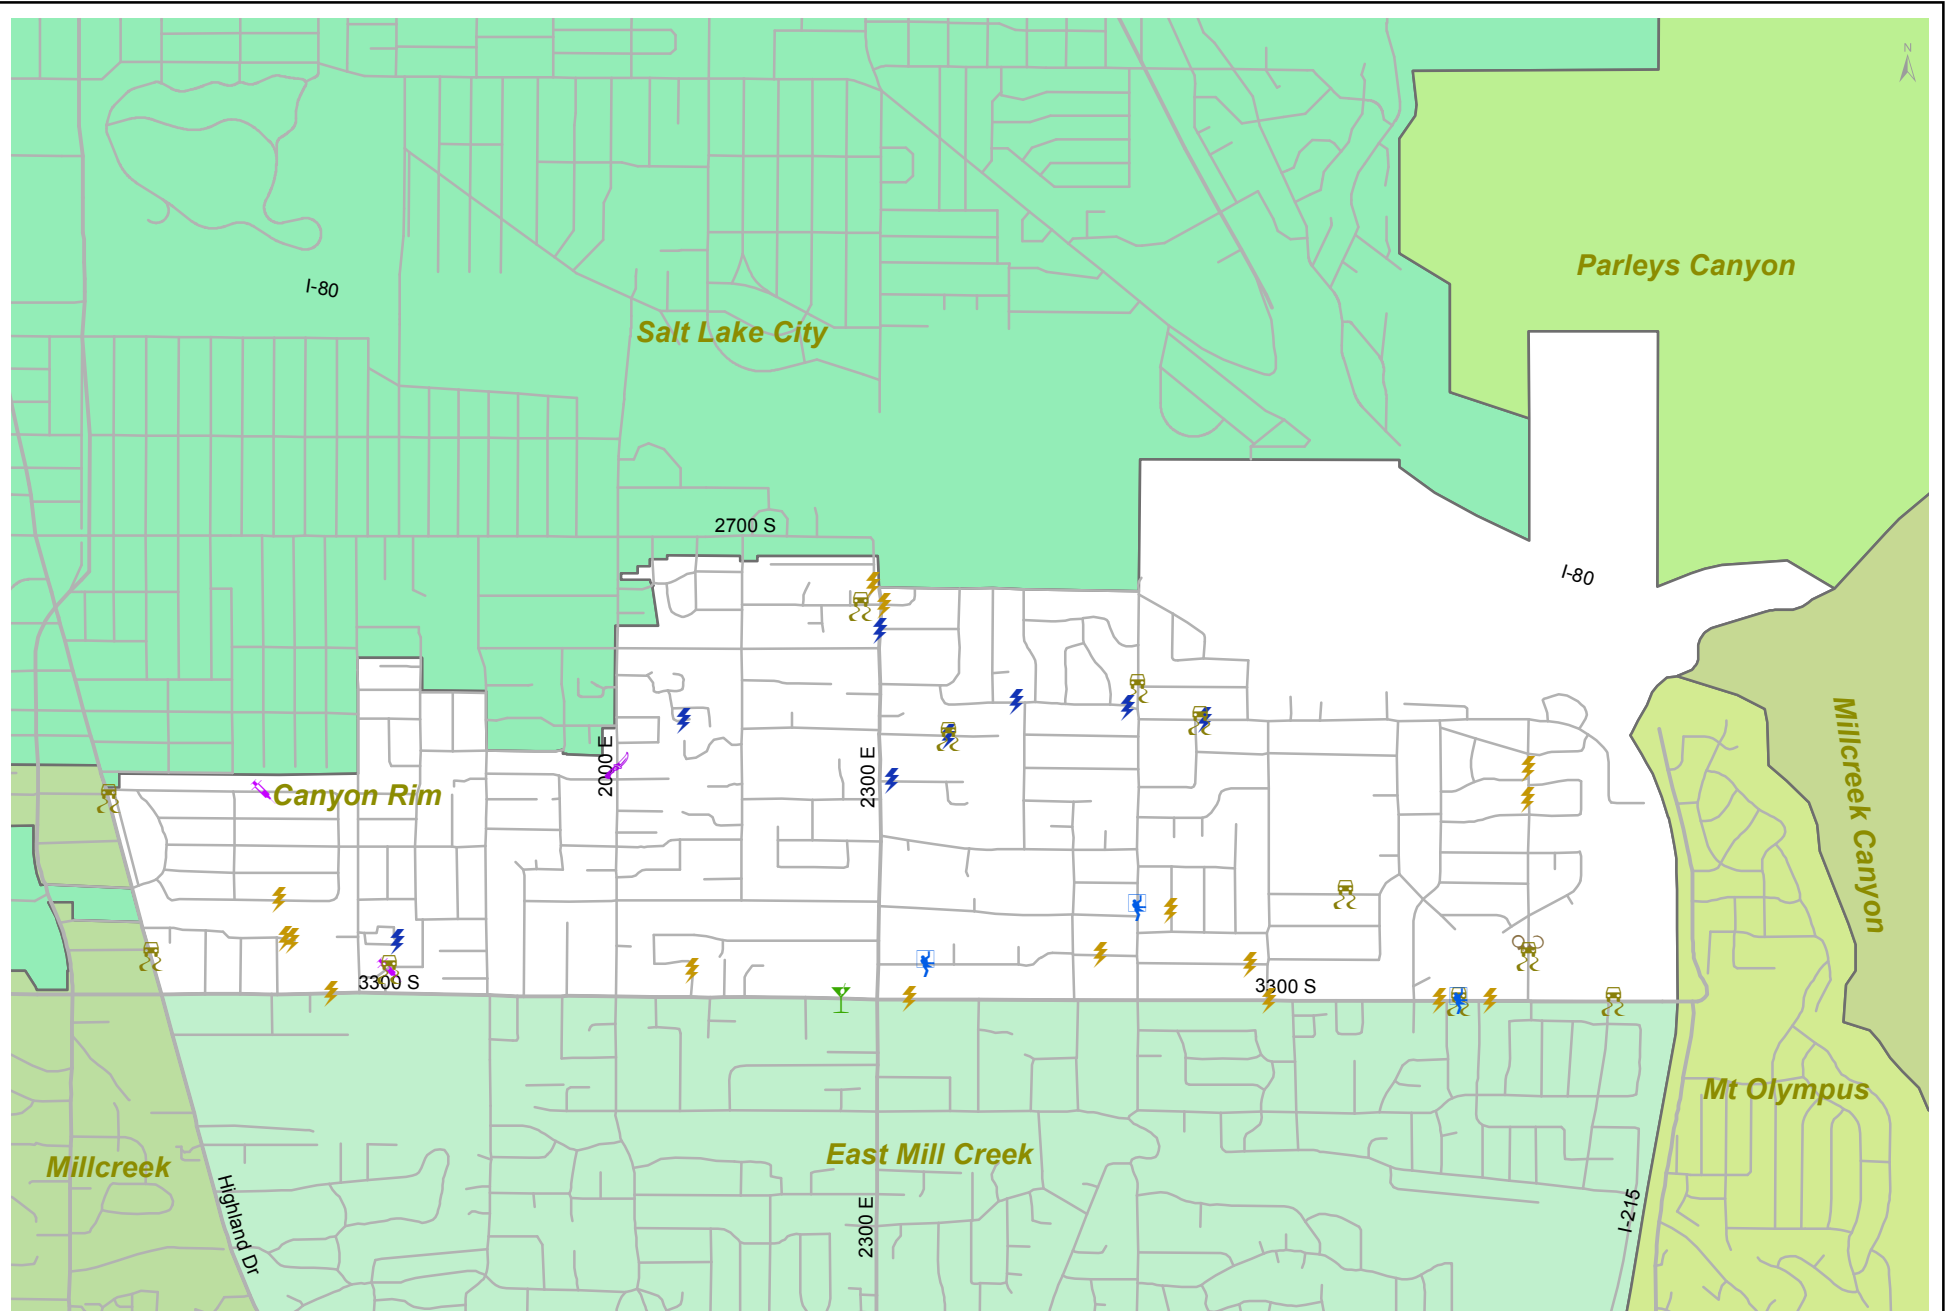 N
Parleys Canyon
I-80
Salt Lake City
2700 S
I-80
Millcreek Canyon
2000 E
2300 E
Canyon Rim
3300 S
3300 S
Mt Olympus
East Mill Creek
Millcreek
Highland Dr
2300 E
I-215